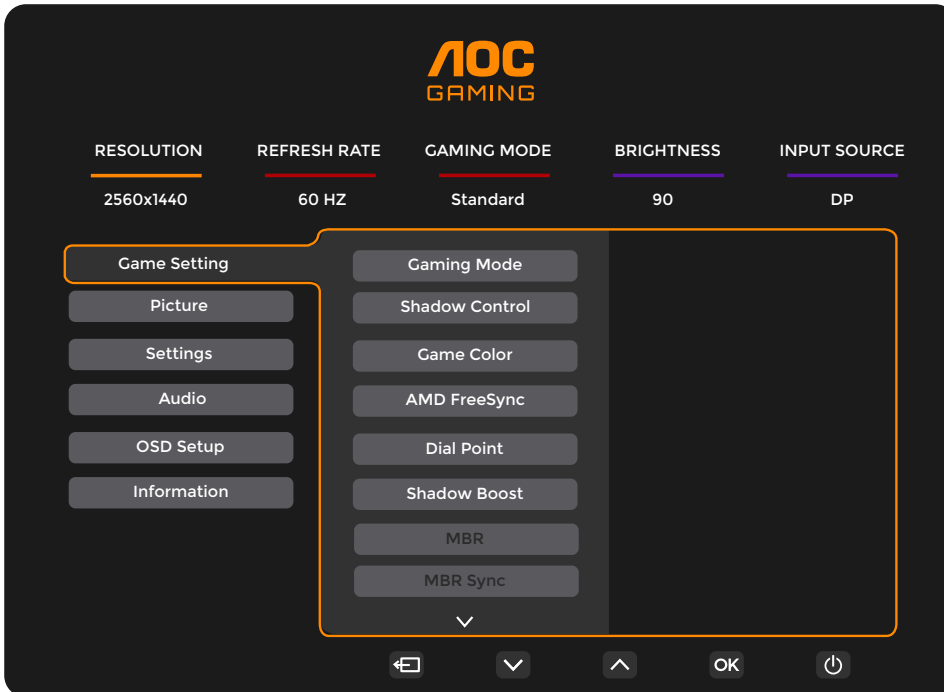 AOC
GAMING
RESOLUTION REFRESH RATE GAMING MODE BRIGHTNESS INPUT SOURCE
2560x1440 60 HZ Standard 90 DP
Game Setting
Picture
Settings
Audio
OSD Setup
Information
Gaming Mode
Shadow Control
Game Color
AMD FreeSync
Dial Point
Shadow Boost
MBR
MBR Sync
OK